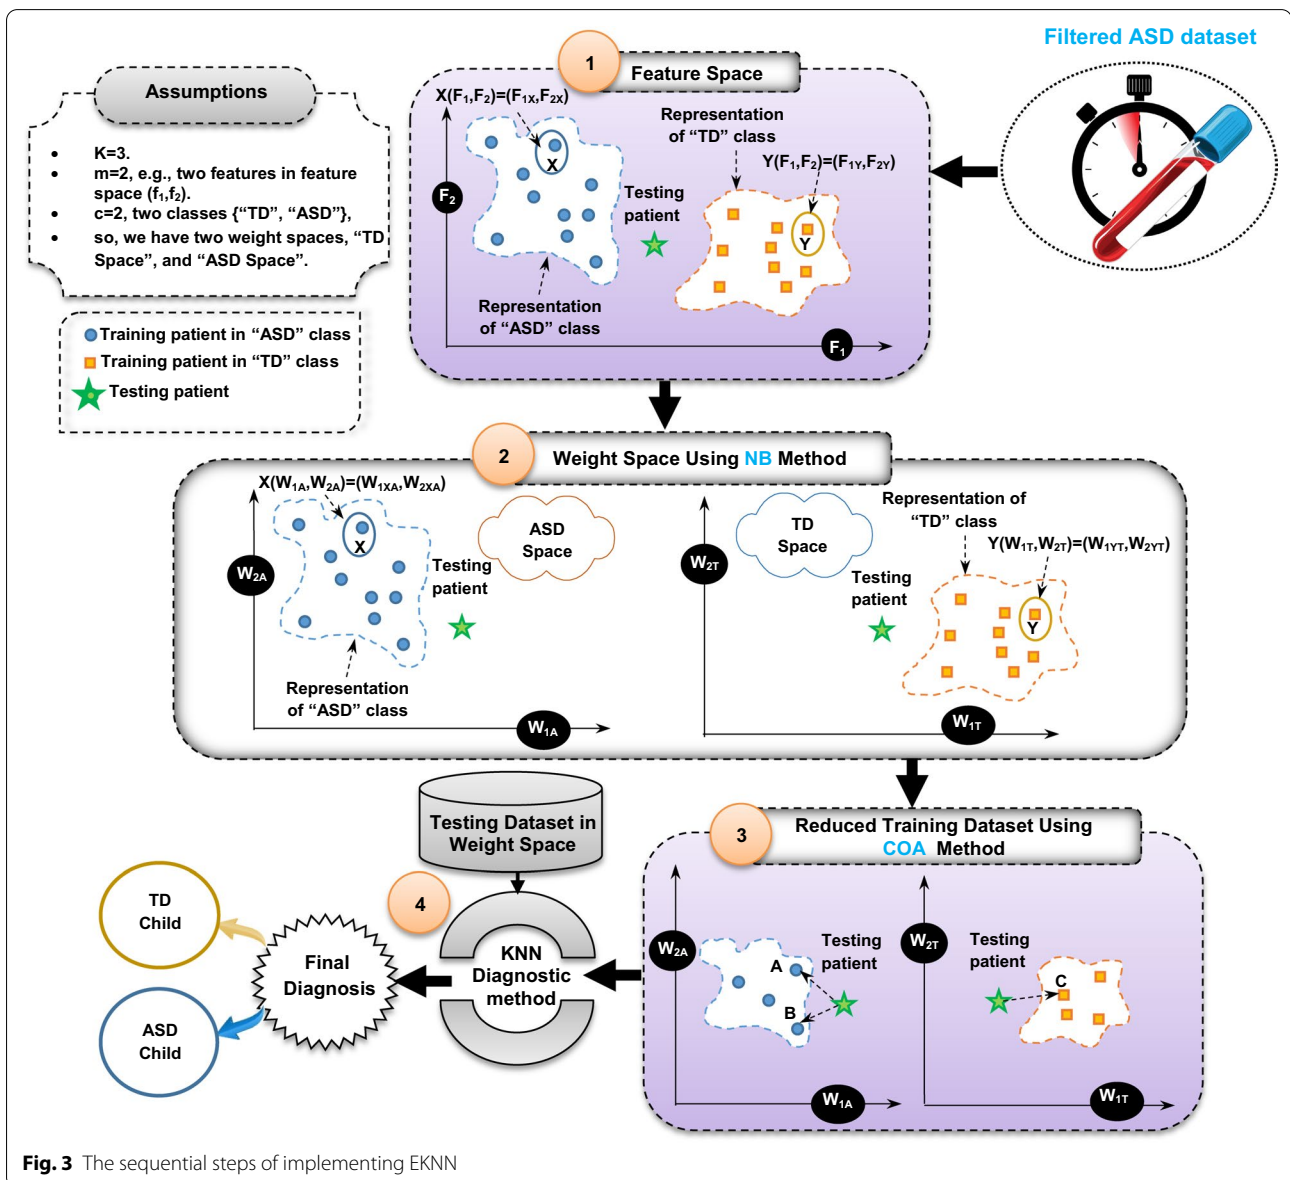 Filtered ASD dataset
Assumptions
• K=3.
• m=2, e.g., two features in feature
space (f1,f2).
• c=2, two classes {“TD”, “ASD”},
• so, we have two weight spaces, “TD
Space”, and “ASD Space”.
Training patient in “ASD” class
Training patient in “TD” class
Testing patient
1
Feature Space
X(F1,F2)=(F1X,F2X)
X
F2
Representation
of “TD” class
Y(F1,F2)=(F1Y,F2Y)
Testing
patient
Y
Representation
of “ASD” class
F1
2
Weight Space Using NB Method
X(W1A,W2A)=(W1XA,W2XA)
X
W2A
ASD
Space
Testing
patient
Representation
of “ASD” class
W1A
TD
Space
W2T
Representation of
“TD” class
Y(W1T,W2T)=(W1YT,W2YT)
Testing
patient
Y
W1T
3
Reduced Training Dataset Using
COA Method
W2A
A
B
Testing
patient
W1A
W2T
Testing
patient
C
W1T
Testing Dataset in
Weight Space
4
KNN
Diagnostic
method
Final
Diagnosis
TD
Child
ASD
Child
Fig. 3 The sequential steps of implementing EKNN